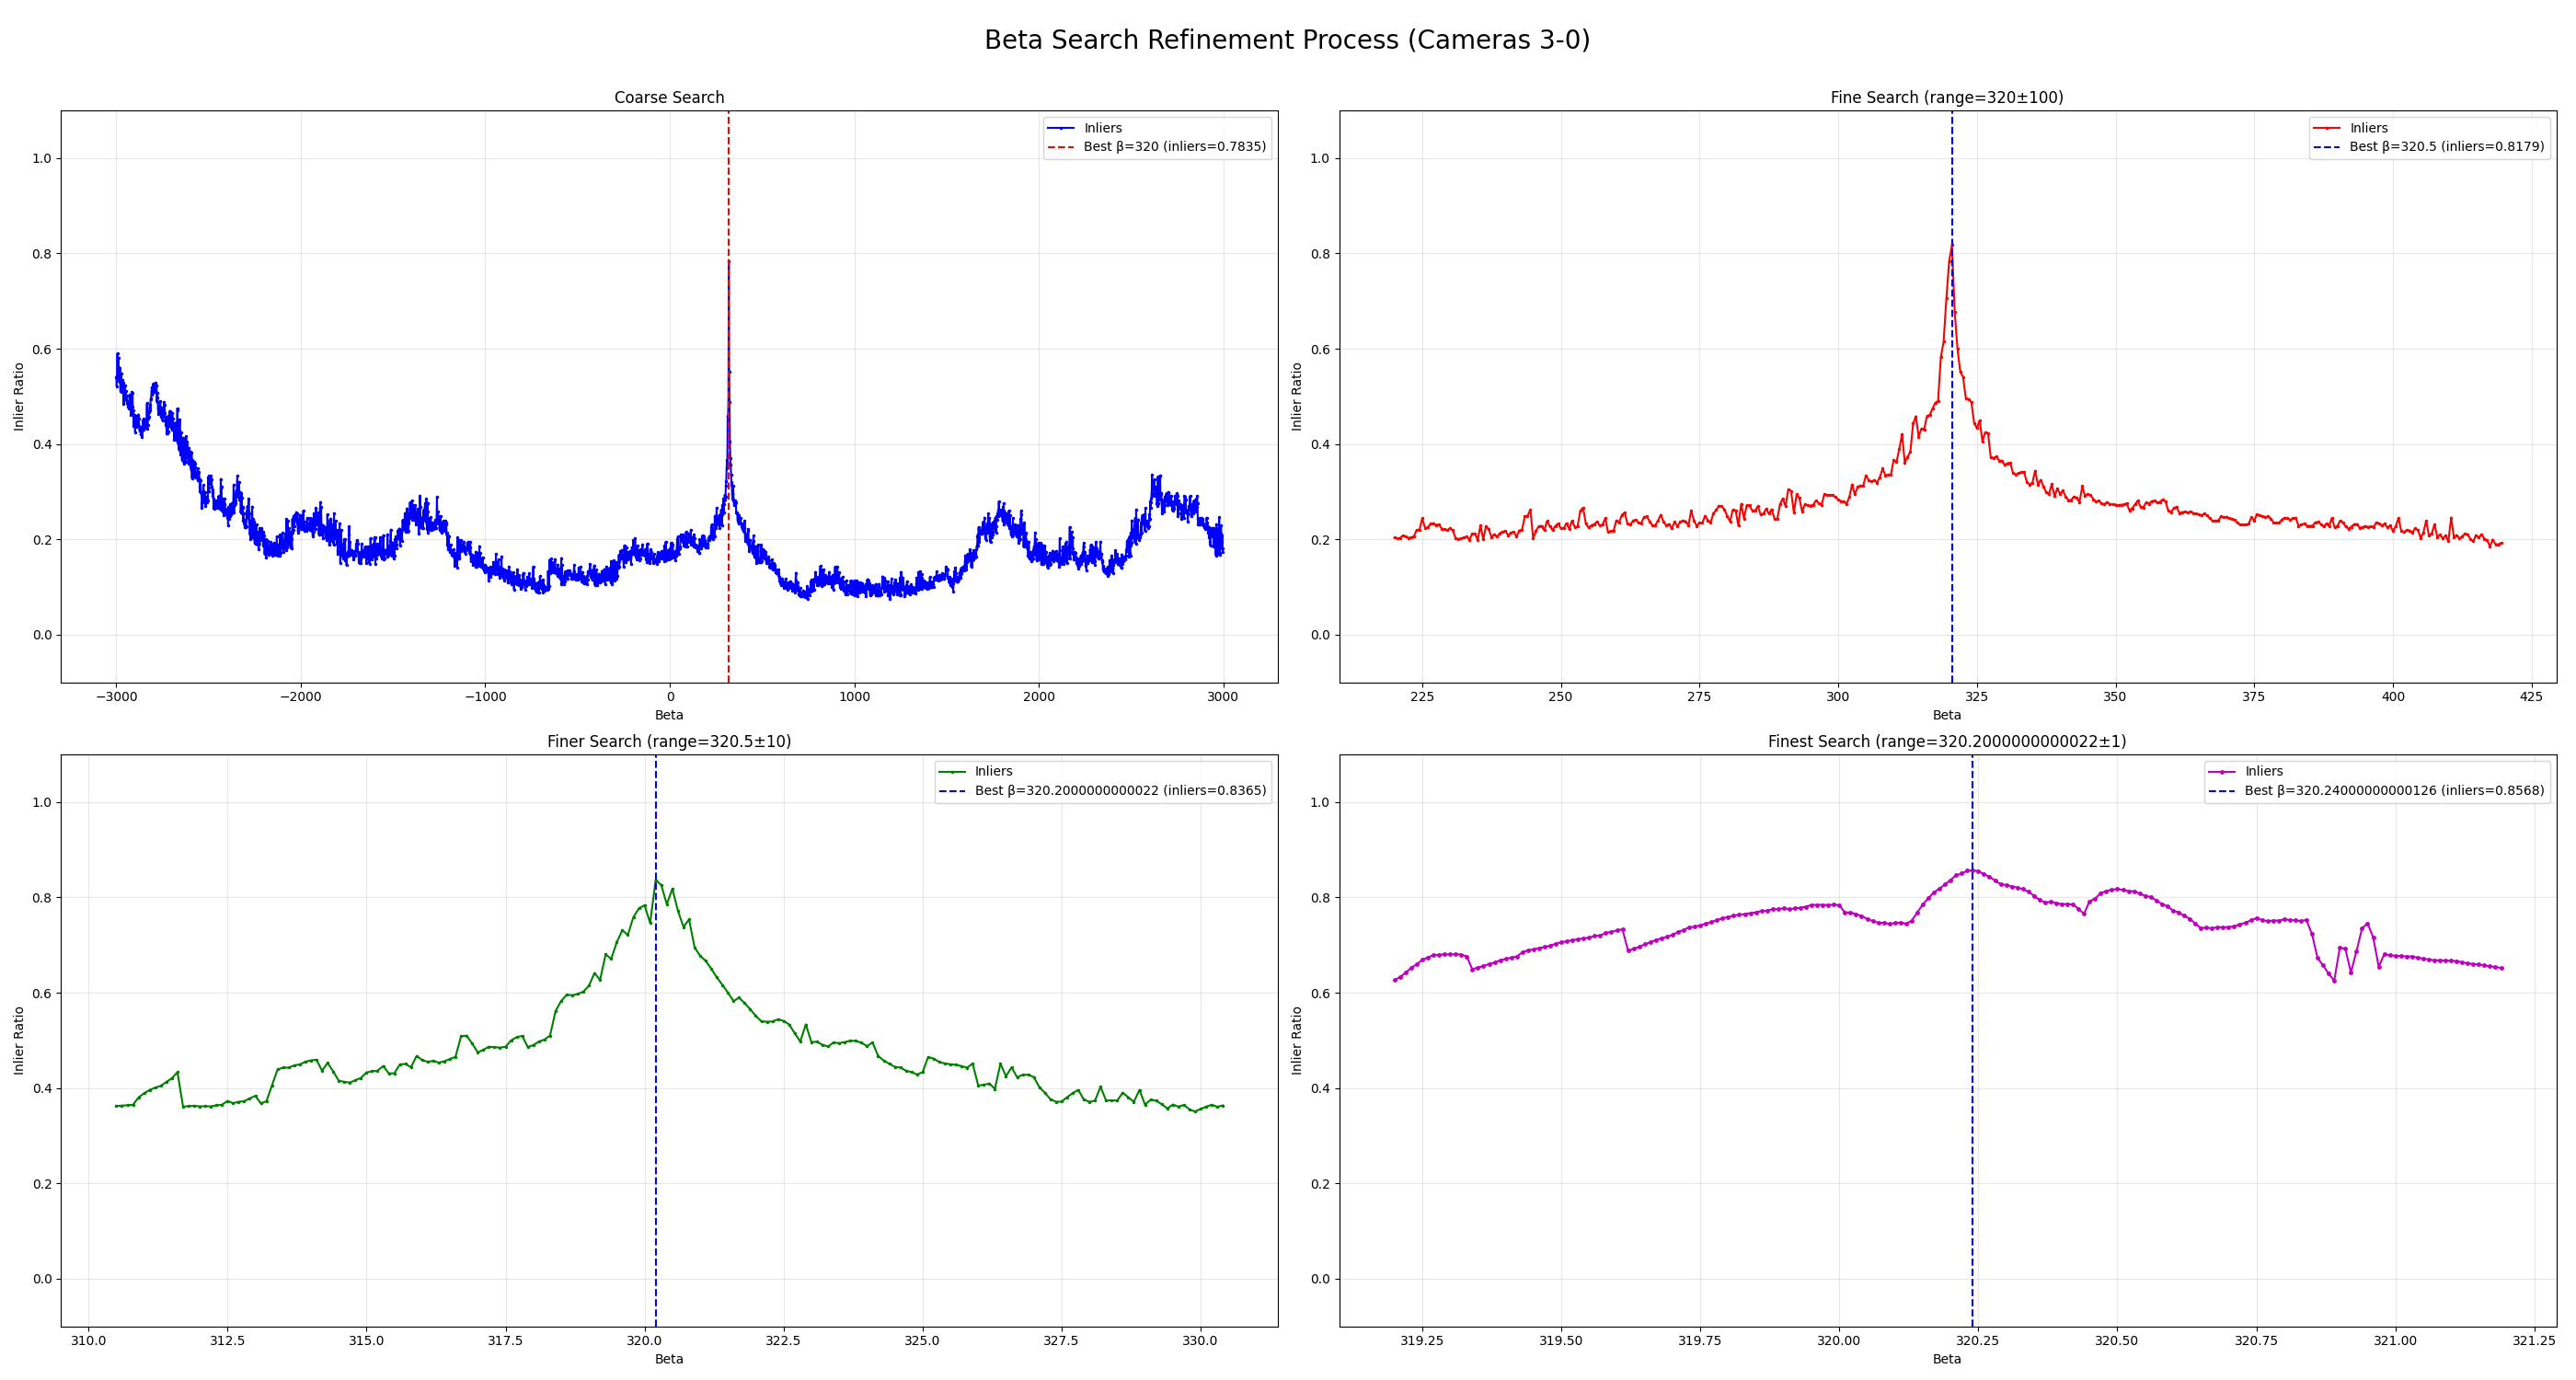 Beta Search Refinement Process (Cameras 3-0)
Coarse Search
Inliers
Best β=320 (inliers=0.7835)
1.0
0.8
0.6
0.4
0.2
0.0
Inlier Ratio
−3000 −2000 −1000 0 1000 2000 3000
Beta
Fine Search (range=320±100)
Inliers
Best β=320.5 (inliers=0.8179)
1.0
0.8
0.6
0.4
0.2
0.0
Inlier Ratio
225 250 275 300 325 350 375 400 425
Beta
Finer Search (range=320.5±10)
Inliers
Best β=320.2000000000022 (inliers=0.8365)
1.0
0.8
0.6
0.4
0.2
0.0
Inlier Ratio
310.0 312.5 315.0 317.5 320.0 322.5 325.0 327.5 330.0
Beta
Finest Search (range=320.2000000000022±1)
Inliers
Best β=320.24000000000126 (inliers=0.8568)
1.0
0.8
0.6
0.4
0.2
0.0
Inlier Ratio
319.25 319.50 319.75 320.00 320.25 320.50 320.75 321.00 321.25
Beta